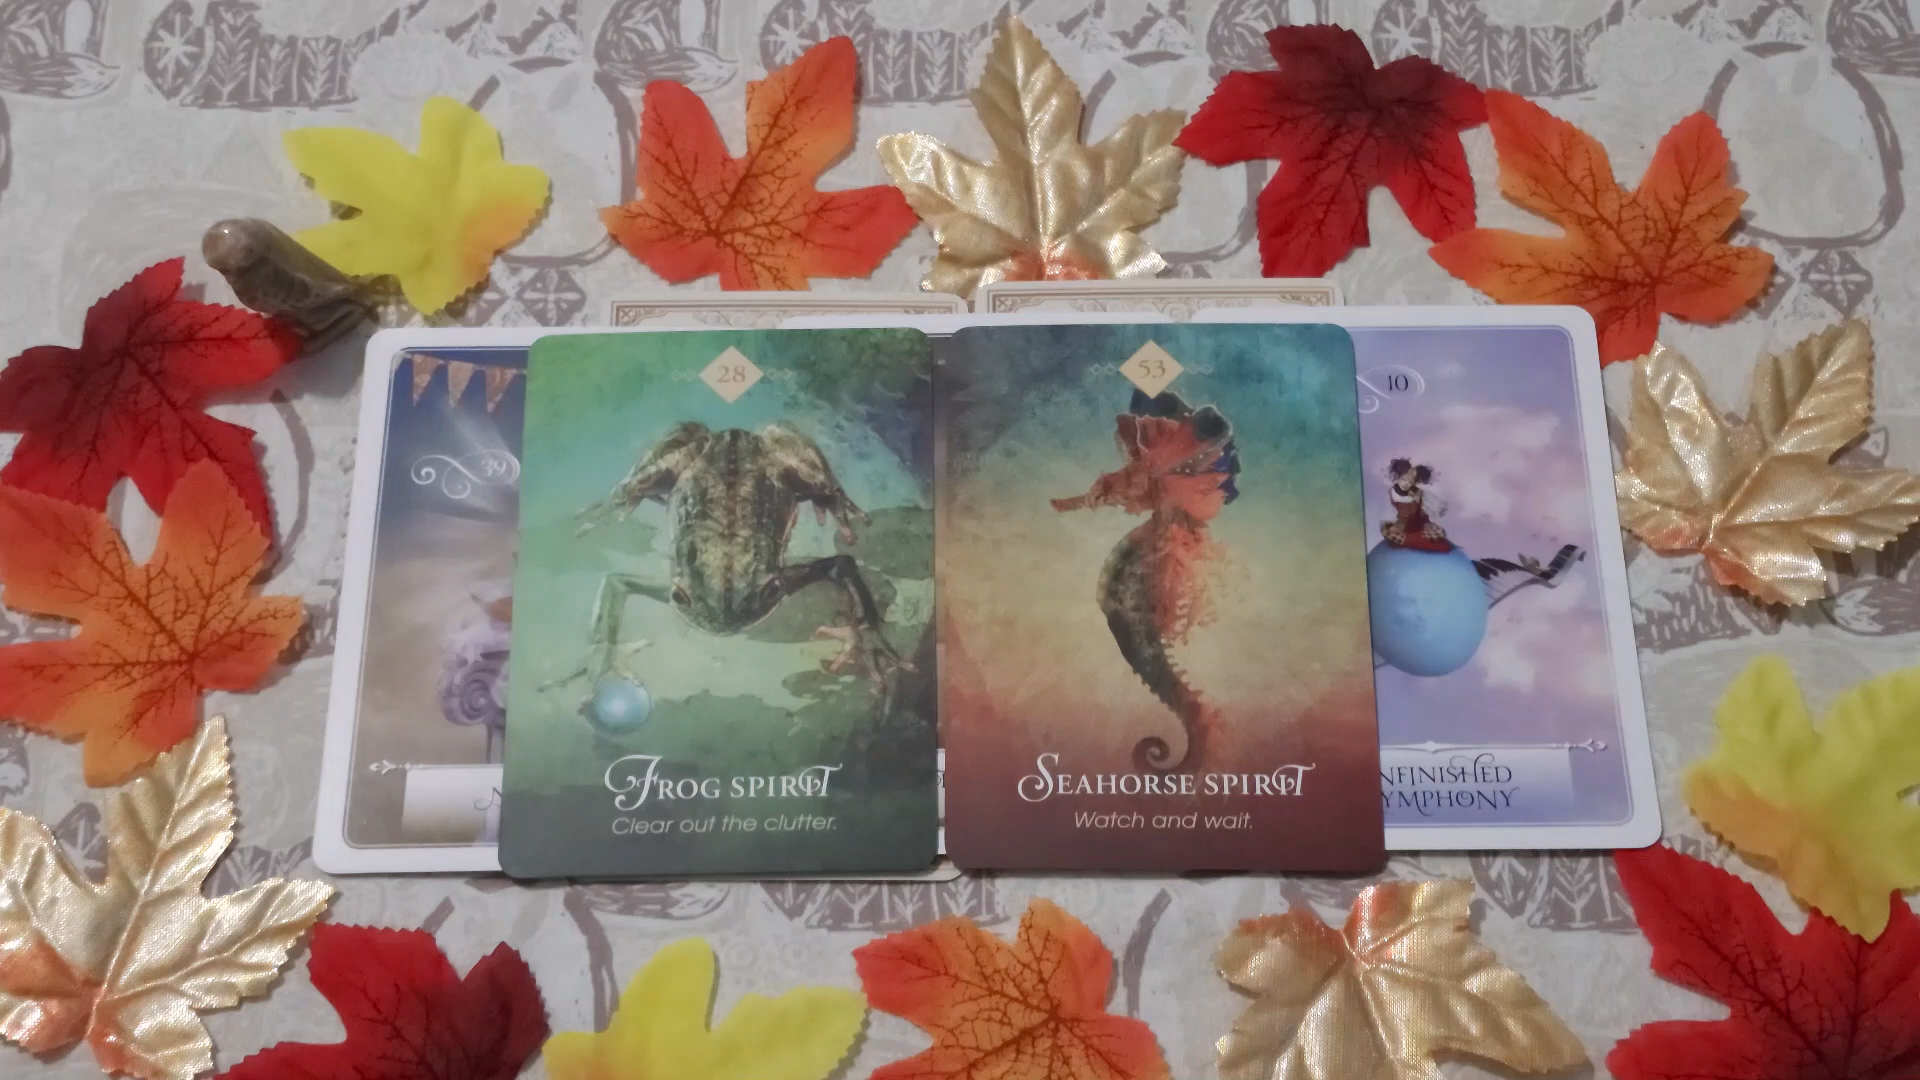 39
28
53
10
FROG SPIRIT
Clear out the clutter.
SEAHORSE SPIRIT
Watch and wait.
NFINISHED
YMPHONY